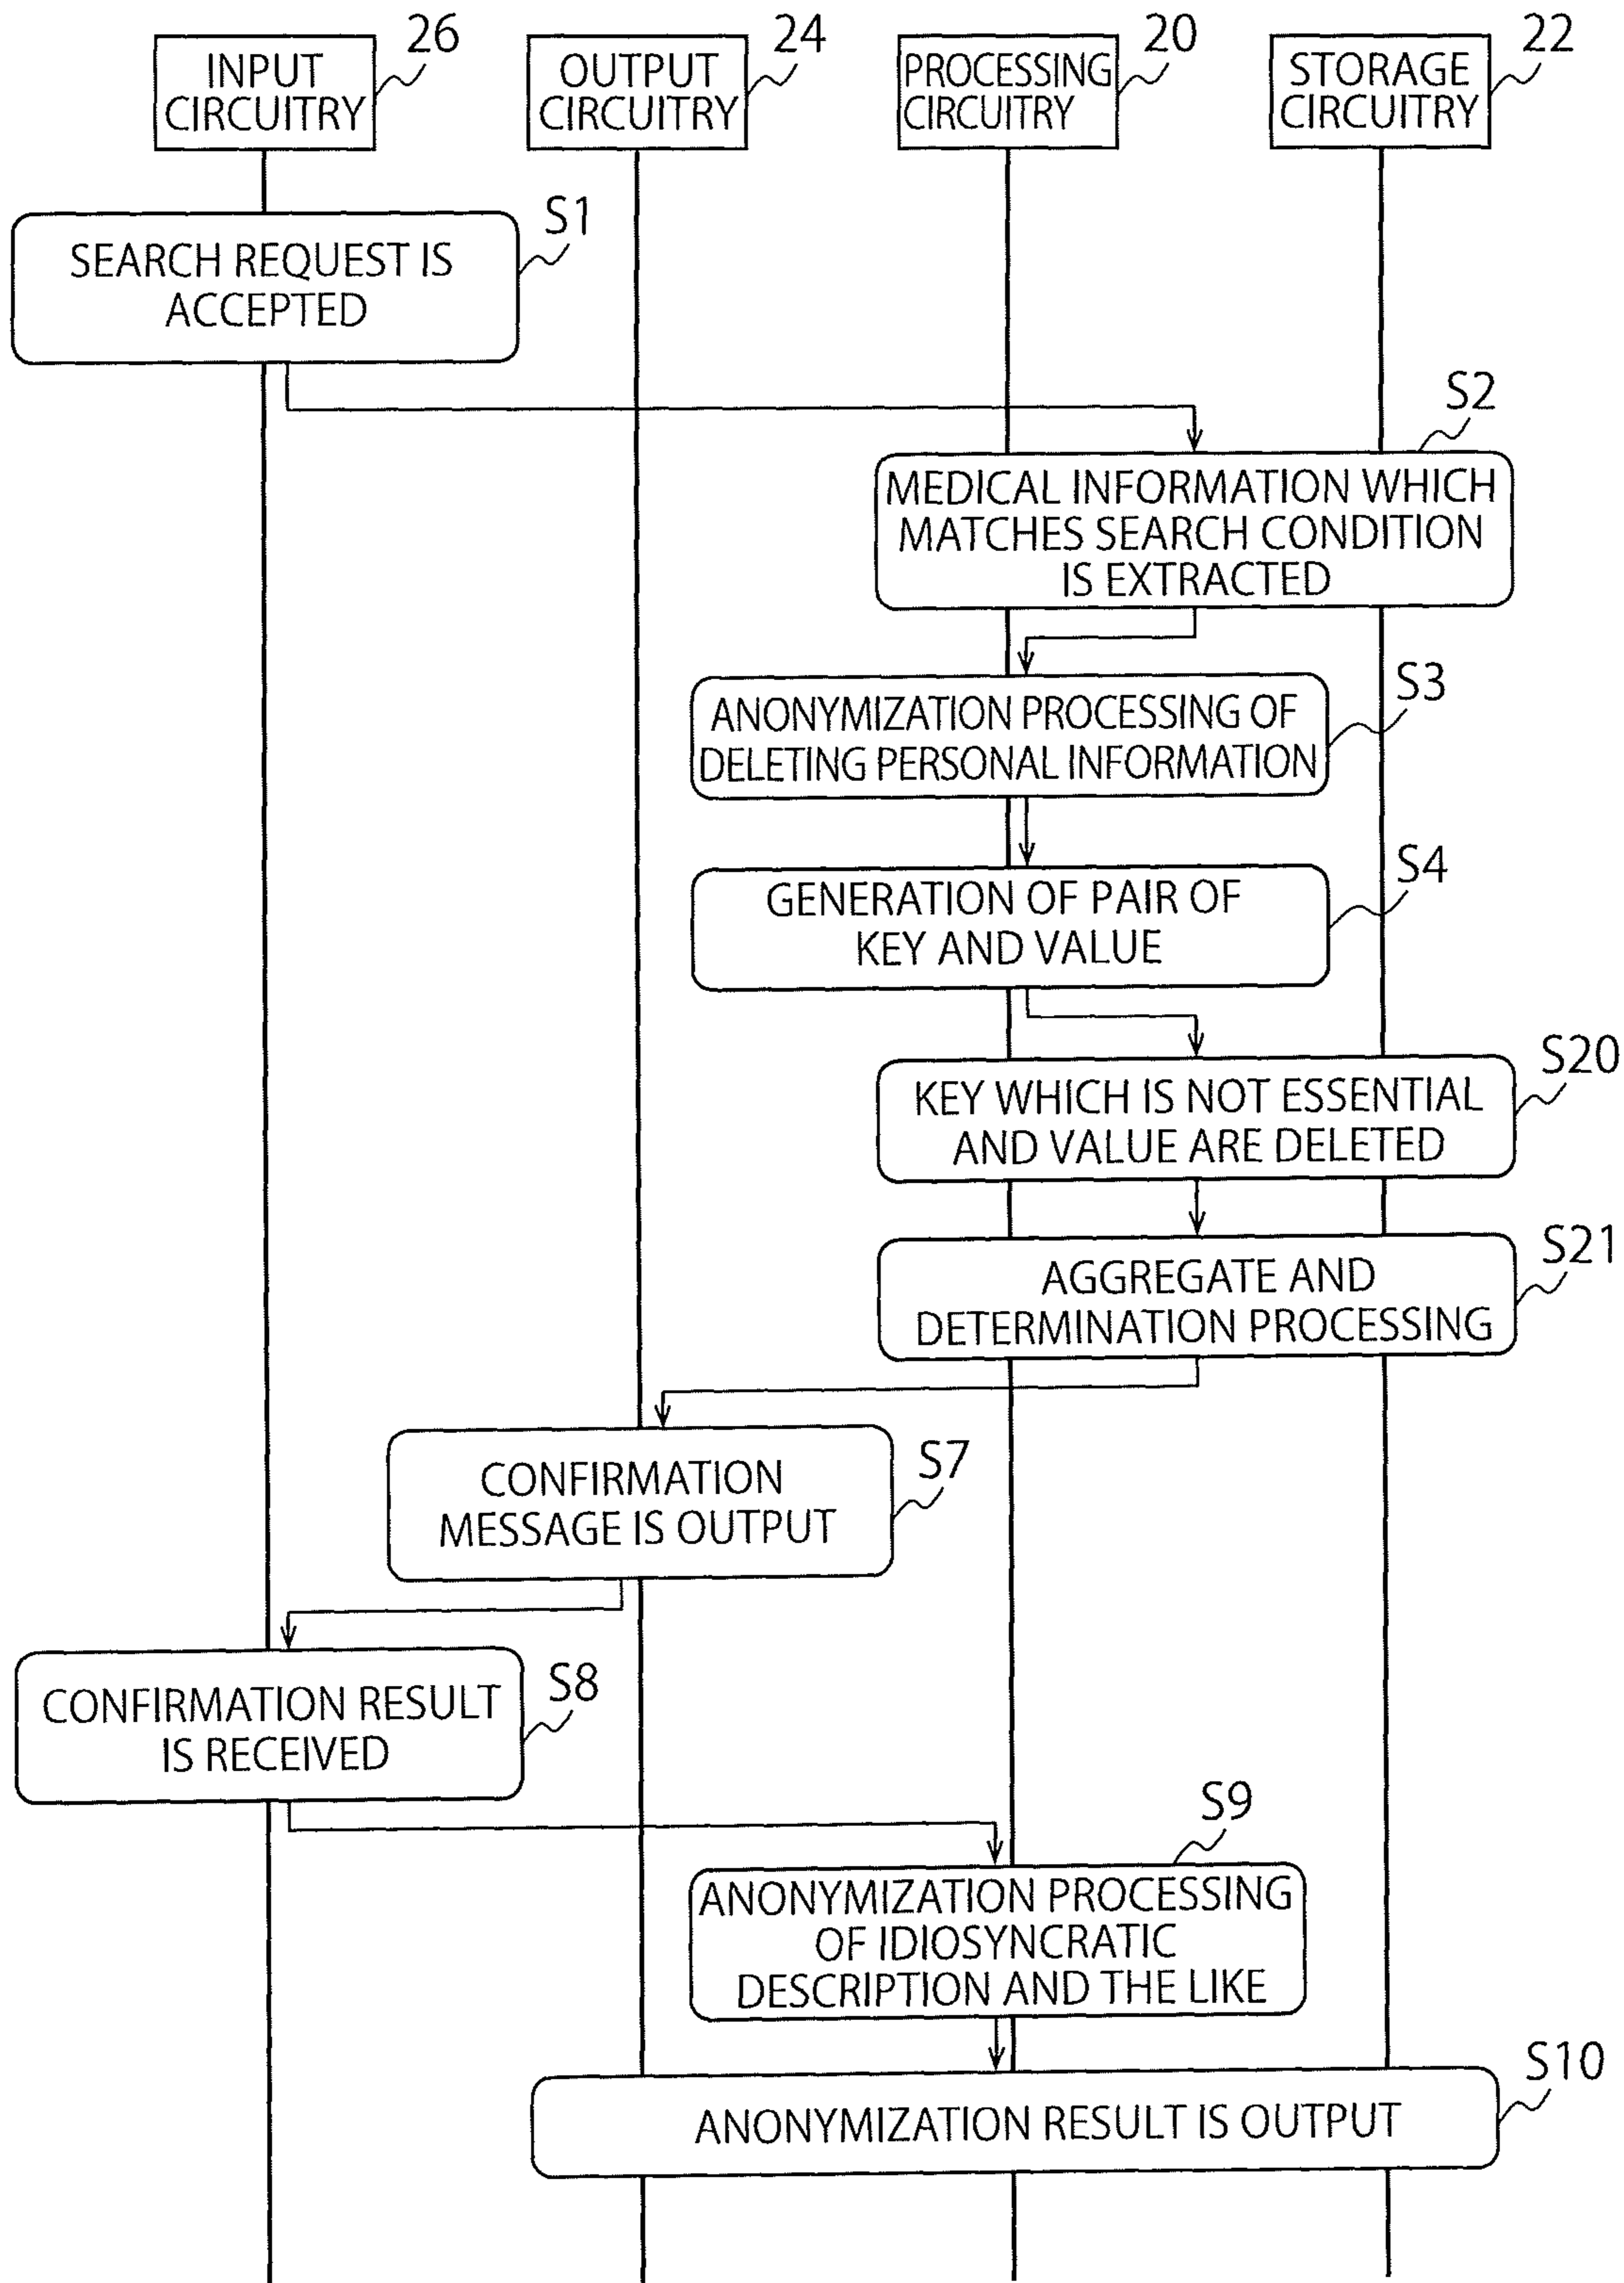 26
24
20
22
INPUT
CIRCUITRY
OUTPUT
CIRCUITRY
PROCESSING
CIRCUITRY
STORAGE
CIRCUITRY
S1
SEARCH REQUEST IS
ACCEPTED
S2
MEDICAL INFORMATION WHICH
MATCHES SEARCH CONDITION
IS EXTRACTED
S3
ANONYMIZATION PROCESSING OF
DELETING PERSONAL INFORMATION
S4
GENERATION OF PAIR OF
KEY AND VALUE
S20
KEY WHICH IS NOT ESSENTIAL
AND VALUE ARE DELETED
S21
AGGREGATE AND
DETERMINATION PROCESSING
S7
CONFIRMATION
MESSAGE IS OUTPUT
S8
CONFIRMATION RESULT
IS RECEIVED
S9
ANONYMIZATION PROCESSING
OF IDIOSYNCRATIC
DESCRIPTION AND THE LIKE
S10
ANONYMIZATION RESULT IS OUTPUT